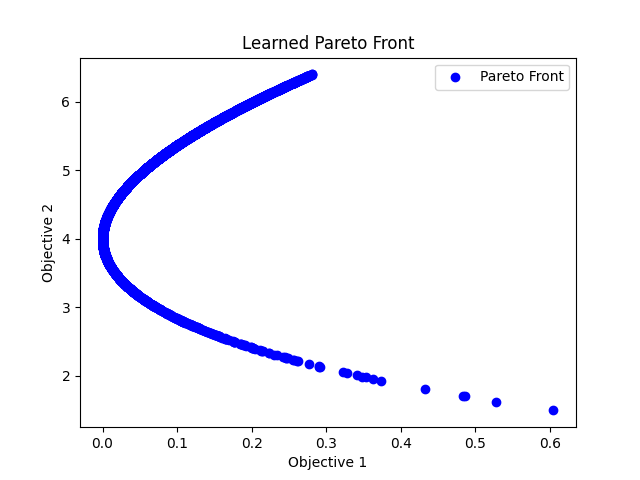 Learned Pareto Front
Pareto Front
6
5
4
3
2
Objective 2
0.0 0.1 0.2 0.3 0.4 0.5 0.6
Objective 1